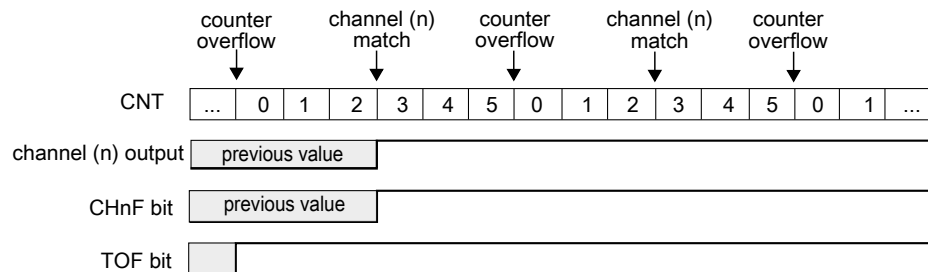 counter overflow channel (n) match counter overflow channel (n) match counter overflow
CNT ... 0 1 2 3 4 5 0 1 2 3 4 5 0 1 ...
channel (n) output previous value
CHnF bit previous value
TOF bit